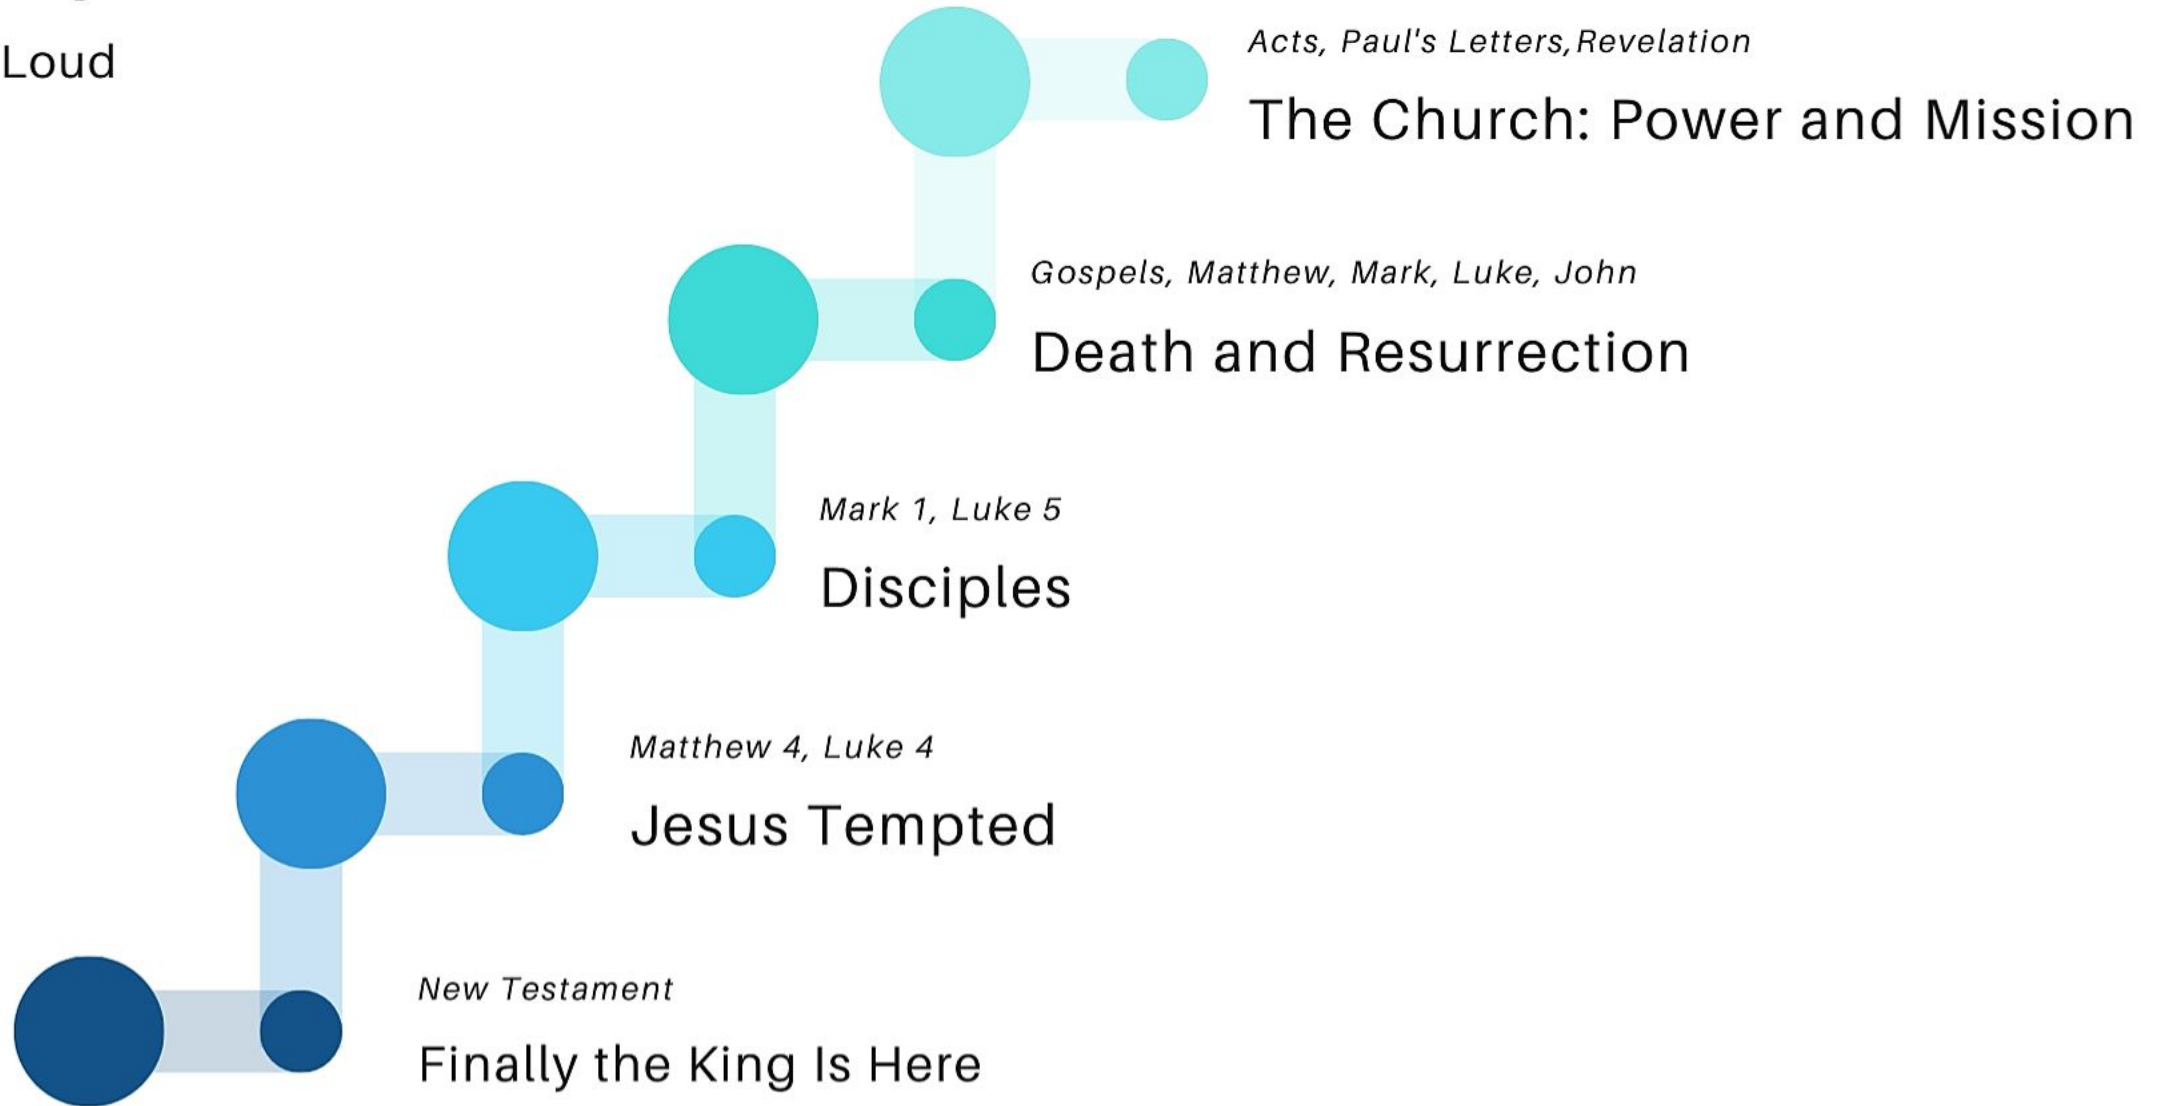 Loud
Acts, Paul's Letters,Revelation
The Church: Power and Mission
Gospels, Matthew, Mark, Luke, John
Death and Resurrection
Mark 1, Luke 5
Disciples
Matthew 4, Luke 4
Jesus Tempted
New Testament
Finally the King Is Here